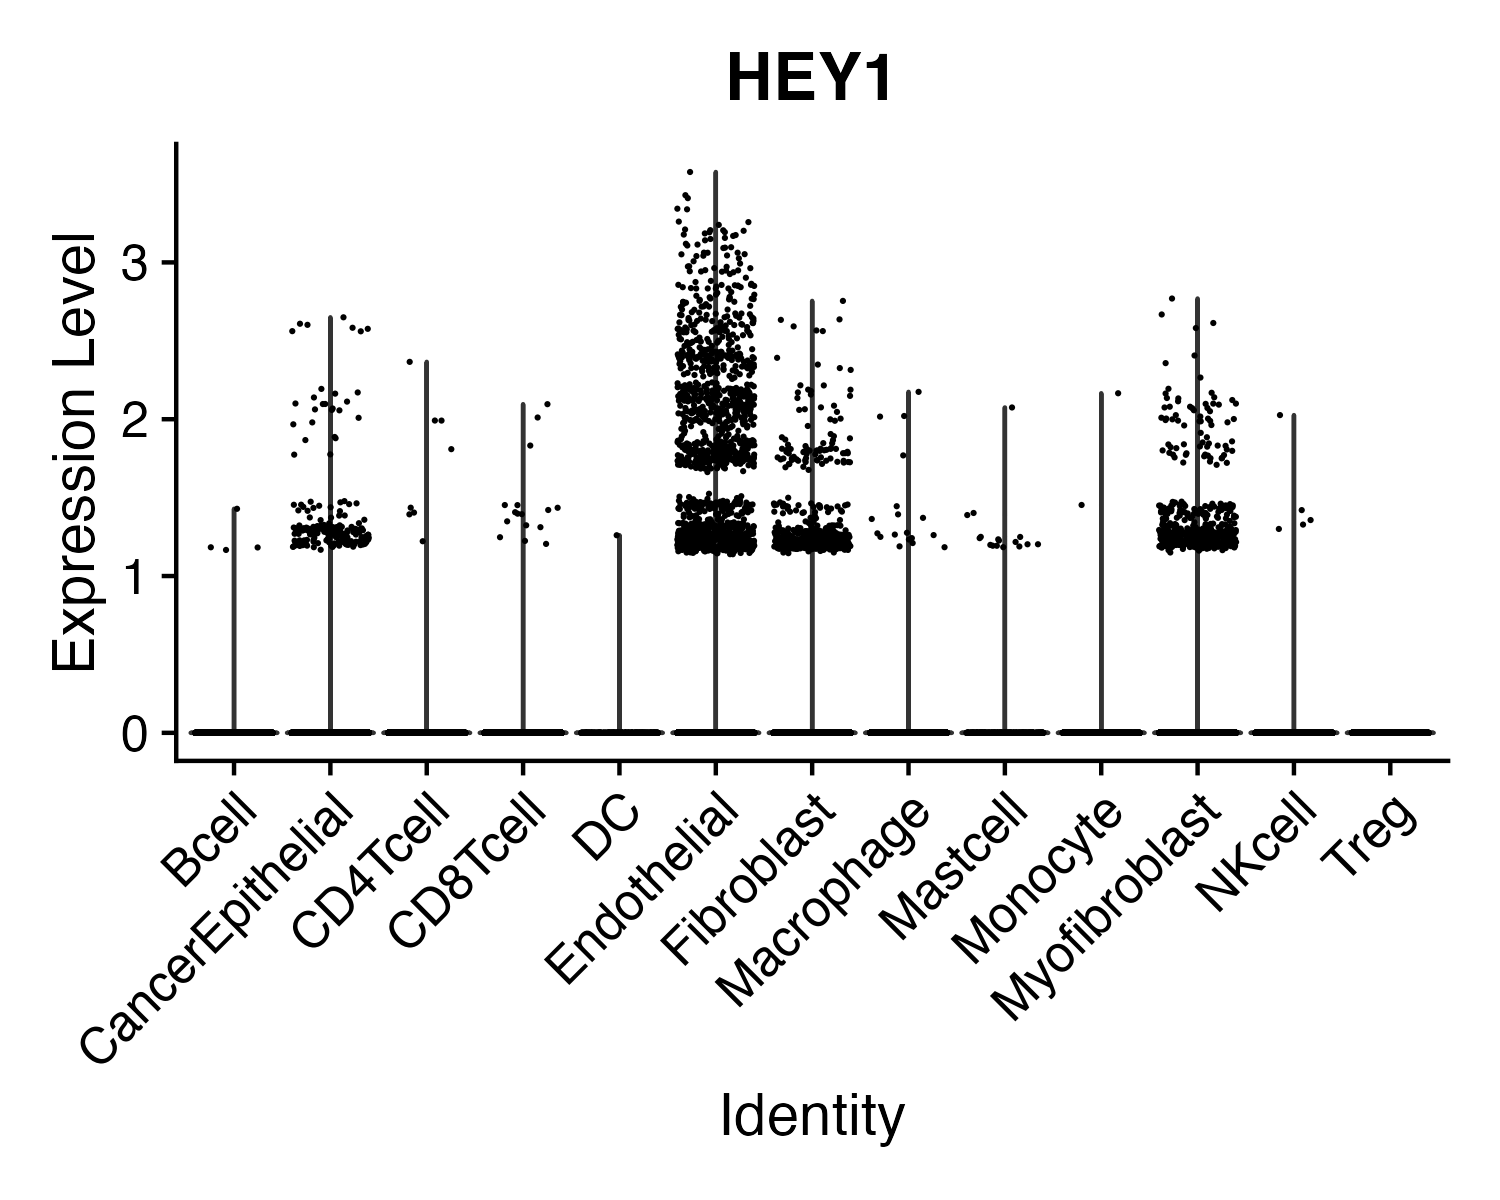 HEY1
Expression Level
3
2
1
0
Bcell
CancerEpithelial
CD4Tcell
CD8Tcell
DC
Endothelial
Fibroblast
Macrophage
Mastcell
Monocyte
Myofibroblast
NKcell
Treg
Identity